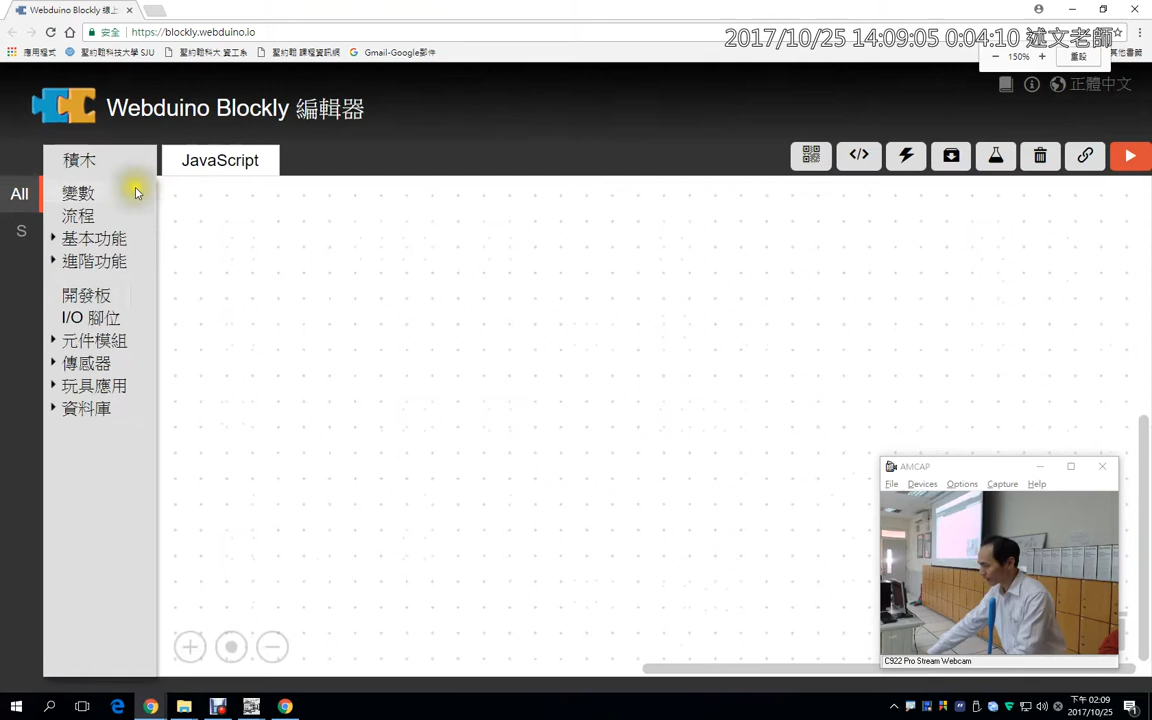 Webduino Blockly 線上
安全 https://blockly.webduino.io
應用程式 聖約翰科技大學 SJU 聖約翰科大 資工系 聖約翰 課程資訊網 Gmail-Google郵件 其他書籤
2017/10/25 14:09:05 0:04:10 述文老師
150% 重設
Webduino Blockly 編輯器
正體中文
積木 JavaScript
All
S
變數
流程
基本功能
進階功能
開發板
I/O 腳位
元件模組
傳感器
玩具應用
資料庫
AMCAP
File Devices Options Capture Help
C922 Pro Stream Webcam
下午 02:09
2017/10/25